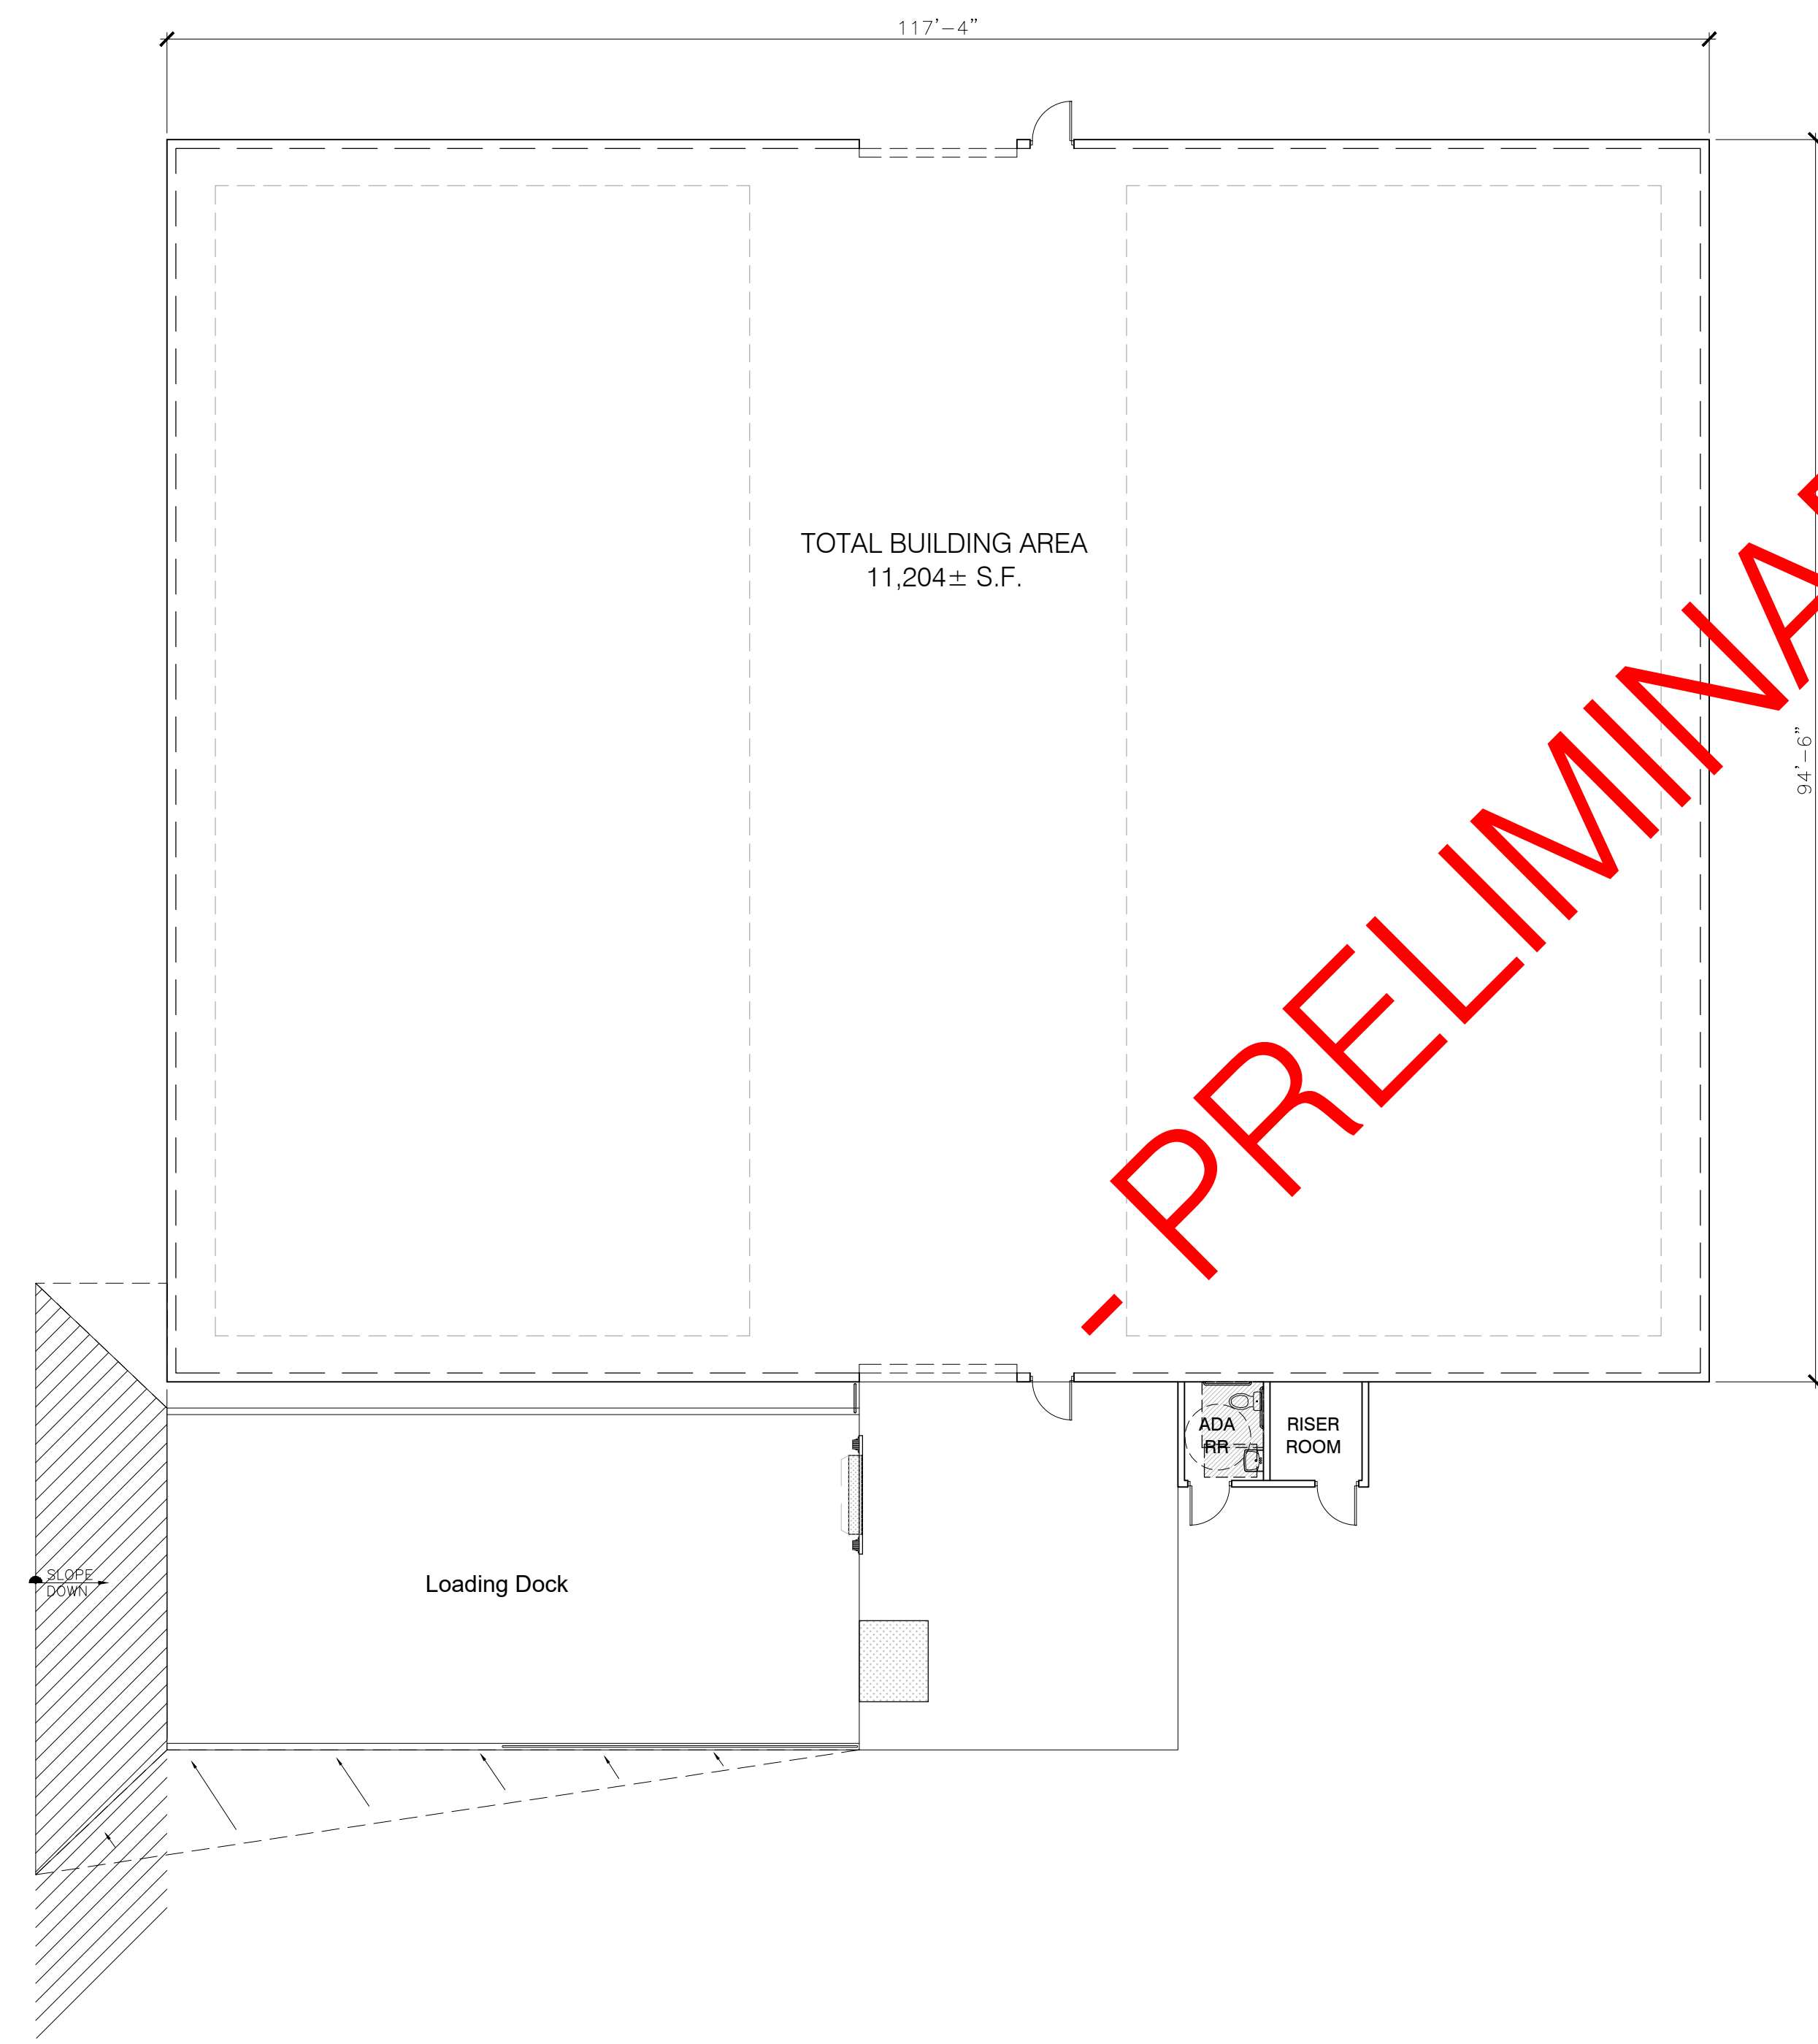 117'-4"
TOTAL BUILDING AREA
11,204± S.F.
94'-6"
- PRELIMINA
ADA
RR
RISER
ROOM
SLOPE
DOWN
Loading Dock